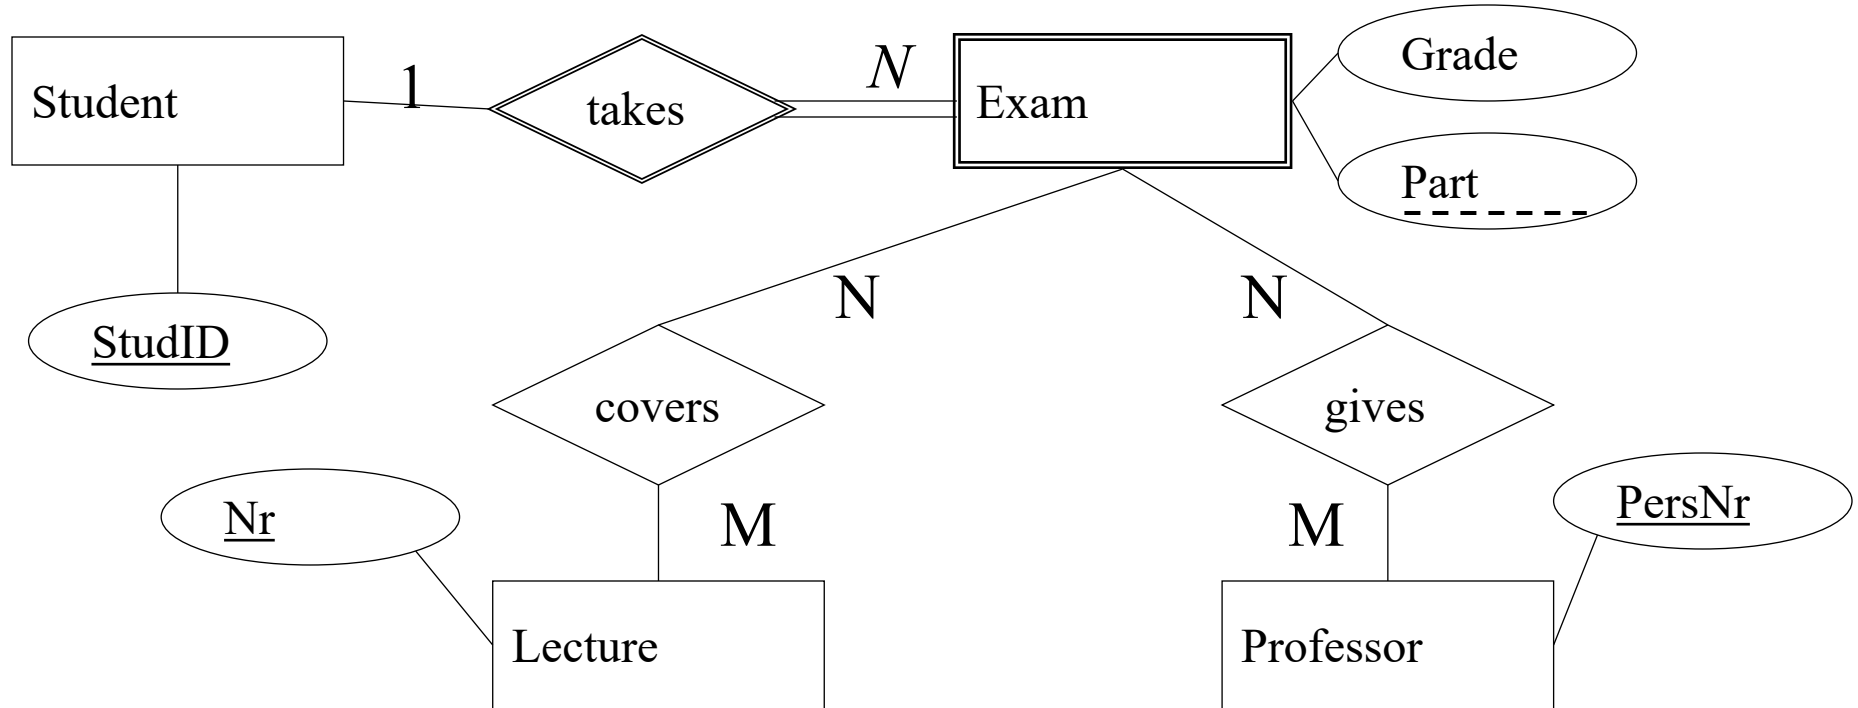 Student
1
takes
N
Exam
Grade
Part
StudID
N
N
covers
gives
Nr
M
M
PersNr
Lecture
Professor